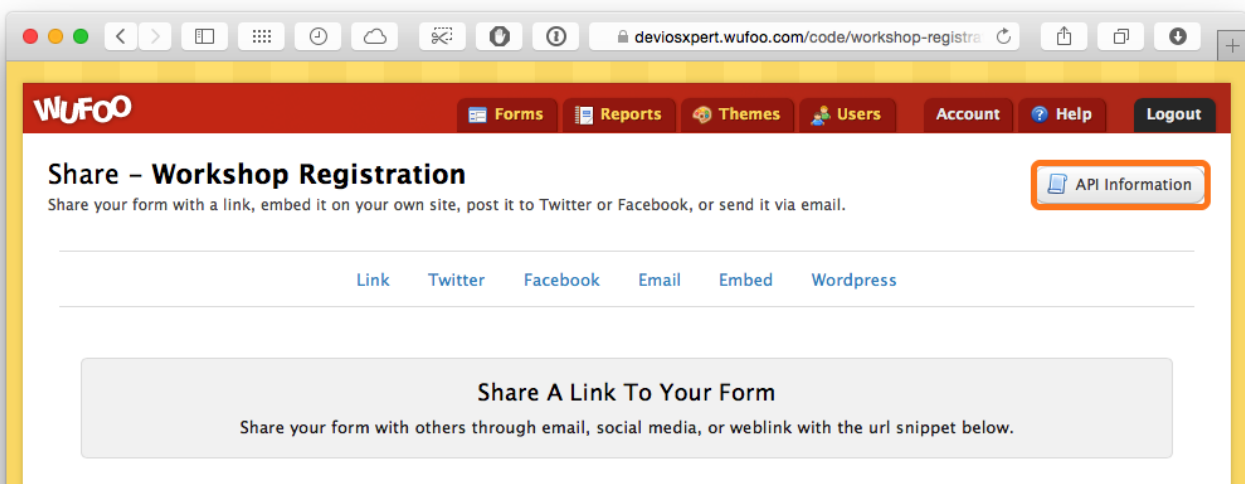 deviosxpert.wufoo.com/code/workshop-registra
WUFOO
Forms Reports Themes Users Account Help Logout
Share – Workshop Registration
API Information
Share your form with a link, embed it on your own site, post it to Twitter or Facebook, or send it via email.
Link Twitter Facebook Email Embed Wordpress
Share A Link To Your Form
Share your form with others through email, social media, or weblink with the url snippet below.